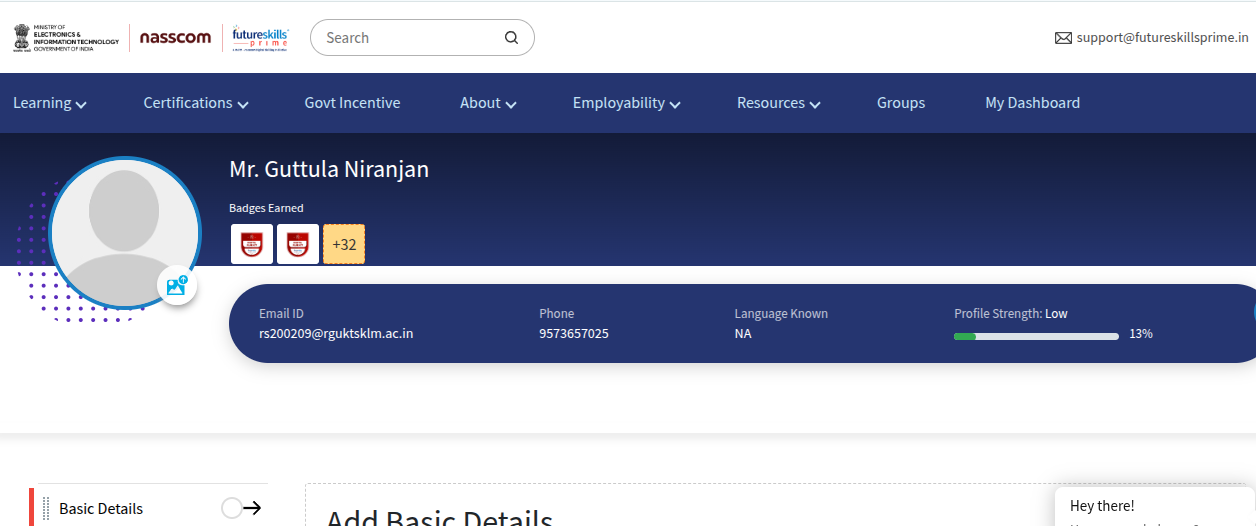 MINISTRY OF
ELECTRONICS &
INFORMATION TECHNOLOGY
GOVERNMENT OF INDIA
nasscom
futureskills
prime
Search
support@futureskillsprime.in
Learning
Certifications
Govt Incentive
About
Employability
Resources
Groups
My Dashboard
Mr. Guttula Niranjan
Badges Earned
+32
Email ID
rs200209@rguktsklm.ac.in
Phone
9573657025
Language Known
NA
Profile Strength: Low
13%
Basic Details
Add Basic Details
Hey there!